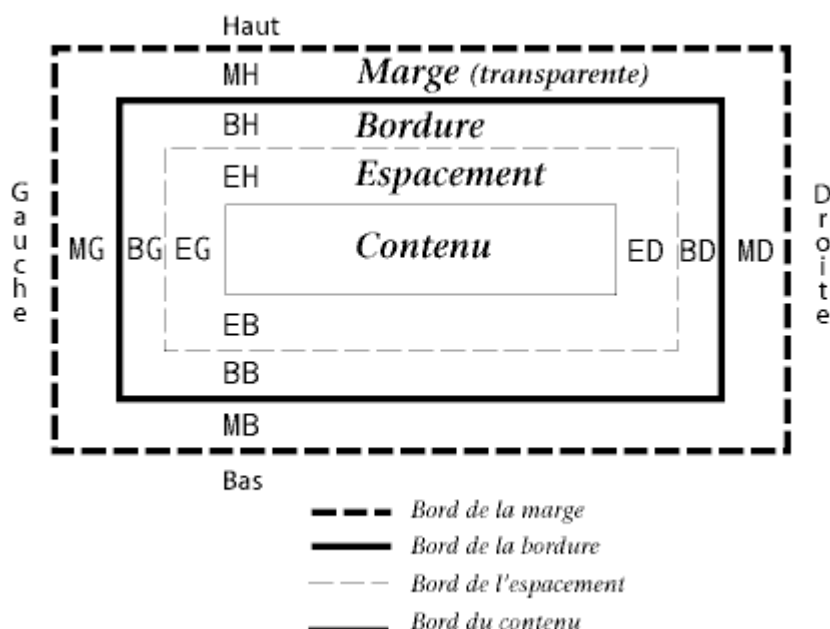 Haut
MH Marge (transparente)
BH Bordure
EH Espacement
Gauche
MG BG EG Contenu ED BD MD
Droite
EB
BB
MB
Bas
Bord de la marge
Bord de la bordure
Bord de l'espacement
Bord du contenu